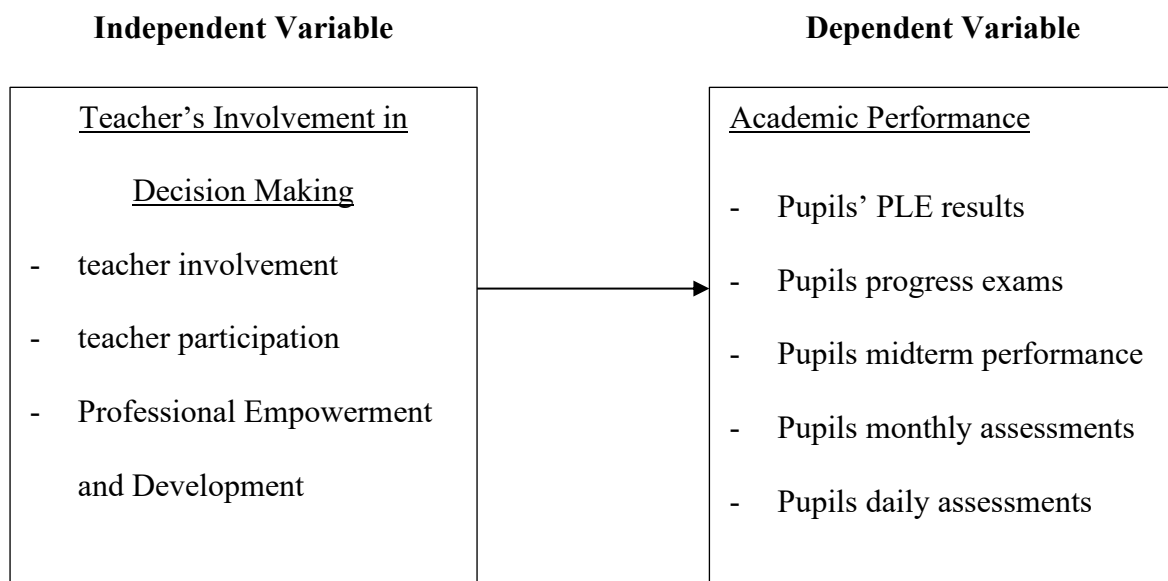 Independent Variable
Dependent Variable
Teacher’s Involvement in
Decision Making
- teacher involvement
- teacher participation
- Professional Empowerment
and Development
Academic Performance
- Pupils’ PLE results
- Pupils progress exams
- Pupils midterm performance
- Pupils monthly assessments
- Pupils daily assessments